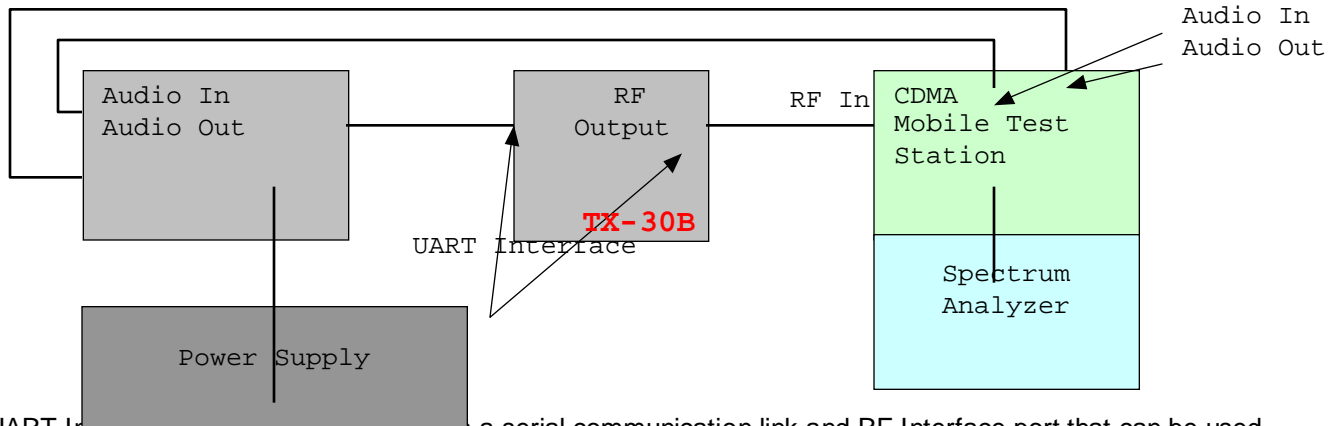 Audio In
Audio Out
Audio In
Audio Out
RF
Output
RF In
CDMA
Mobile Test
Station
TX-30B
UART Interface
Spectrum
Analyzer
Power Supply
a serial communication link and RF Interface port that can be used